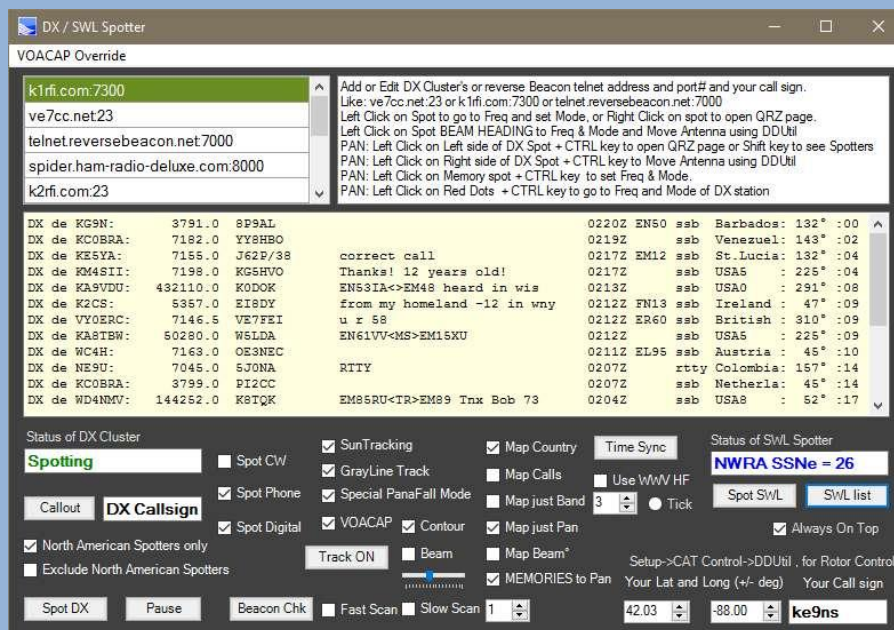 DX / SWL Spotter
VOACAP Override
k1rfi.com:7300
ve7cc.net:23
telnet.reversebeacon.net:7000
spider.ham-radio-deluxe.com:8000
k2rfi.com:23
Add or Edit DX Cluster's or reverse Beacon telnet address and port# and your call sign.
Like: ve7cc.net:23 or k1rfi.com:7300 or telnet.reversebeacon.net:7000
Left Click on Spot to go to Freq and set Mode, or Right Click on spot to open QRZ page.
Left Click on Spot BEAM HEADING to Freq & Mode and Move Antenna using DDUtil
PAN: Left Click on Left side of DX Spot + CTRL key to open QRZ page or Shift key to see Spotters
PAN: Left Click on Right side of DX Spot + CTRL key to Move Antenna using DDUtil
PAN: Left Click on Memory spot + CTRL key to set Freq & Mode.
PAN: Left Click on Red Dots + CTRL key to go to Freq and Mode of DX station
DX de KG9N: 3791.0 8P9AL 0220Z EN50 ssb Barbados: 132° :00
DX de KC0BRA: 7182.0 YY8HBO 0219Z ssb Venezuel: 143° :02
DX de KE5YA: 7155.0 J62P/38 correct call 0217Z EM12 ssb St.Lucia: 132° :04
DX de KM4SII: 7198.0 KG5HVO Thanks! 12 years old! 0217Z ssb USA5 : 225° :04
DX de KA9VDU: 432110.0 K0DOK EN53IA<>EM48 heard in wis 0213Z ssb USA0 : 291° :08
DX de K2CS: 5357.0 EI8DY from my homeland -12 in wny 0212Z FN13 ssb Ireland : 47° :09
DX de VY0ERC: 7146.5 VE7FEI u r 58 0212Z ER60 ssb British : 310° :09
DX de KA8TBW: 50280.0 W5LDA EN61VV<MS>EM15XU 0212Z ssb USA5 : 225° :09
DX de WC4H: 7163.0 OE3NEC 0211Z EL95 ssb Austria : 45° :10
DX de NE9U: 7045.0 5J0NA RTTY 0207Z rtty Colombia: 157° :14
DX de KC0BRA: 3799.0 PI2CC 0207Z ssb Netherla: 45° :14
DX de WD4NMV: 144252.0 K8TQK EM85RU<TR>EM89 Tnx Bob 73 0204Z ssb USA8 : 52° :17
Status of DX Cluster
Spotting
Callout
DX Callsign
North American Spotters only
Exclude North American Spotters
Spot DX
Pause
Beacon Chk
Spot CW
Spot Phone
Spot Digital
SunTracking
GrayLine Track
Special PanaFall Mode
VOACAP
Contour
Track ON
Beam
Fast Scan
Slow Scan
1
Map Country
Map Calls
Map just Band
Map just Pan
Map Beam°
MEMORIES to Pan
Time Sync
Use WWV HF
3
Tick
Status of SWL Spotter
NWRA SSNe = 26
Spot SWL
SWL list
Always On Top
Setup->CAT Control->DDUtil , for Rotor Control
Your Lat and Long (+/- deg)
Your Call sign
42.03
-88.00
ke9ns